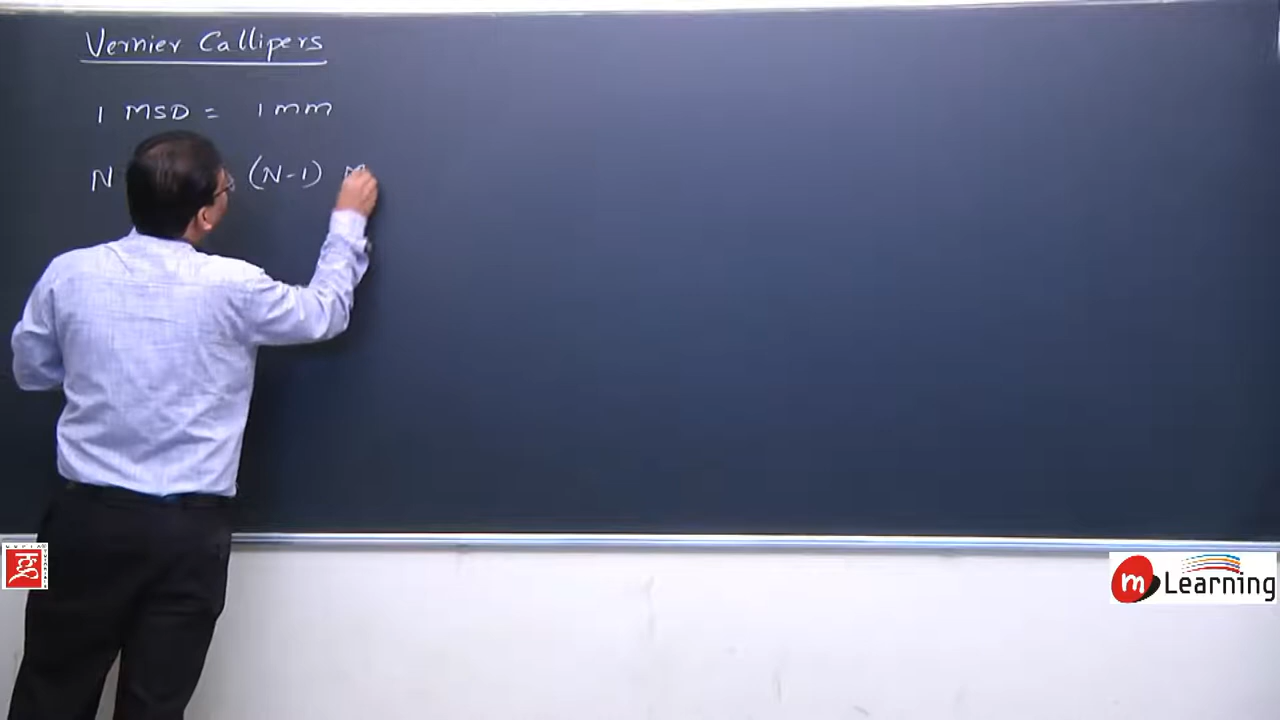 Vernier Callipers
1 MSD = 1 mm
N (N-1) M
m Learning